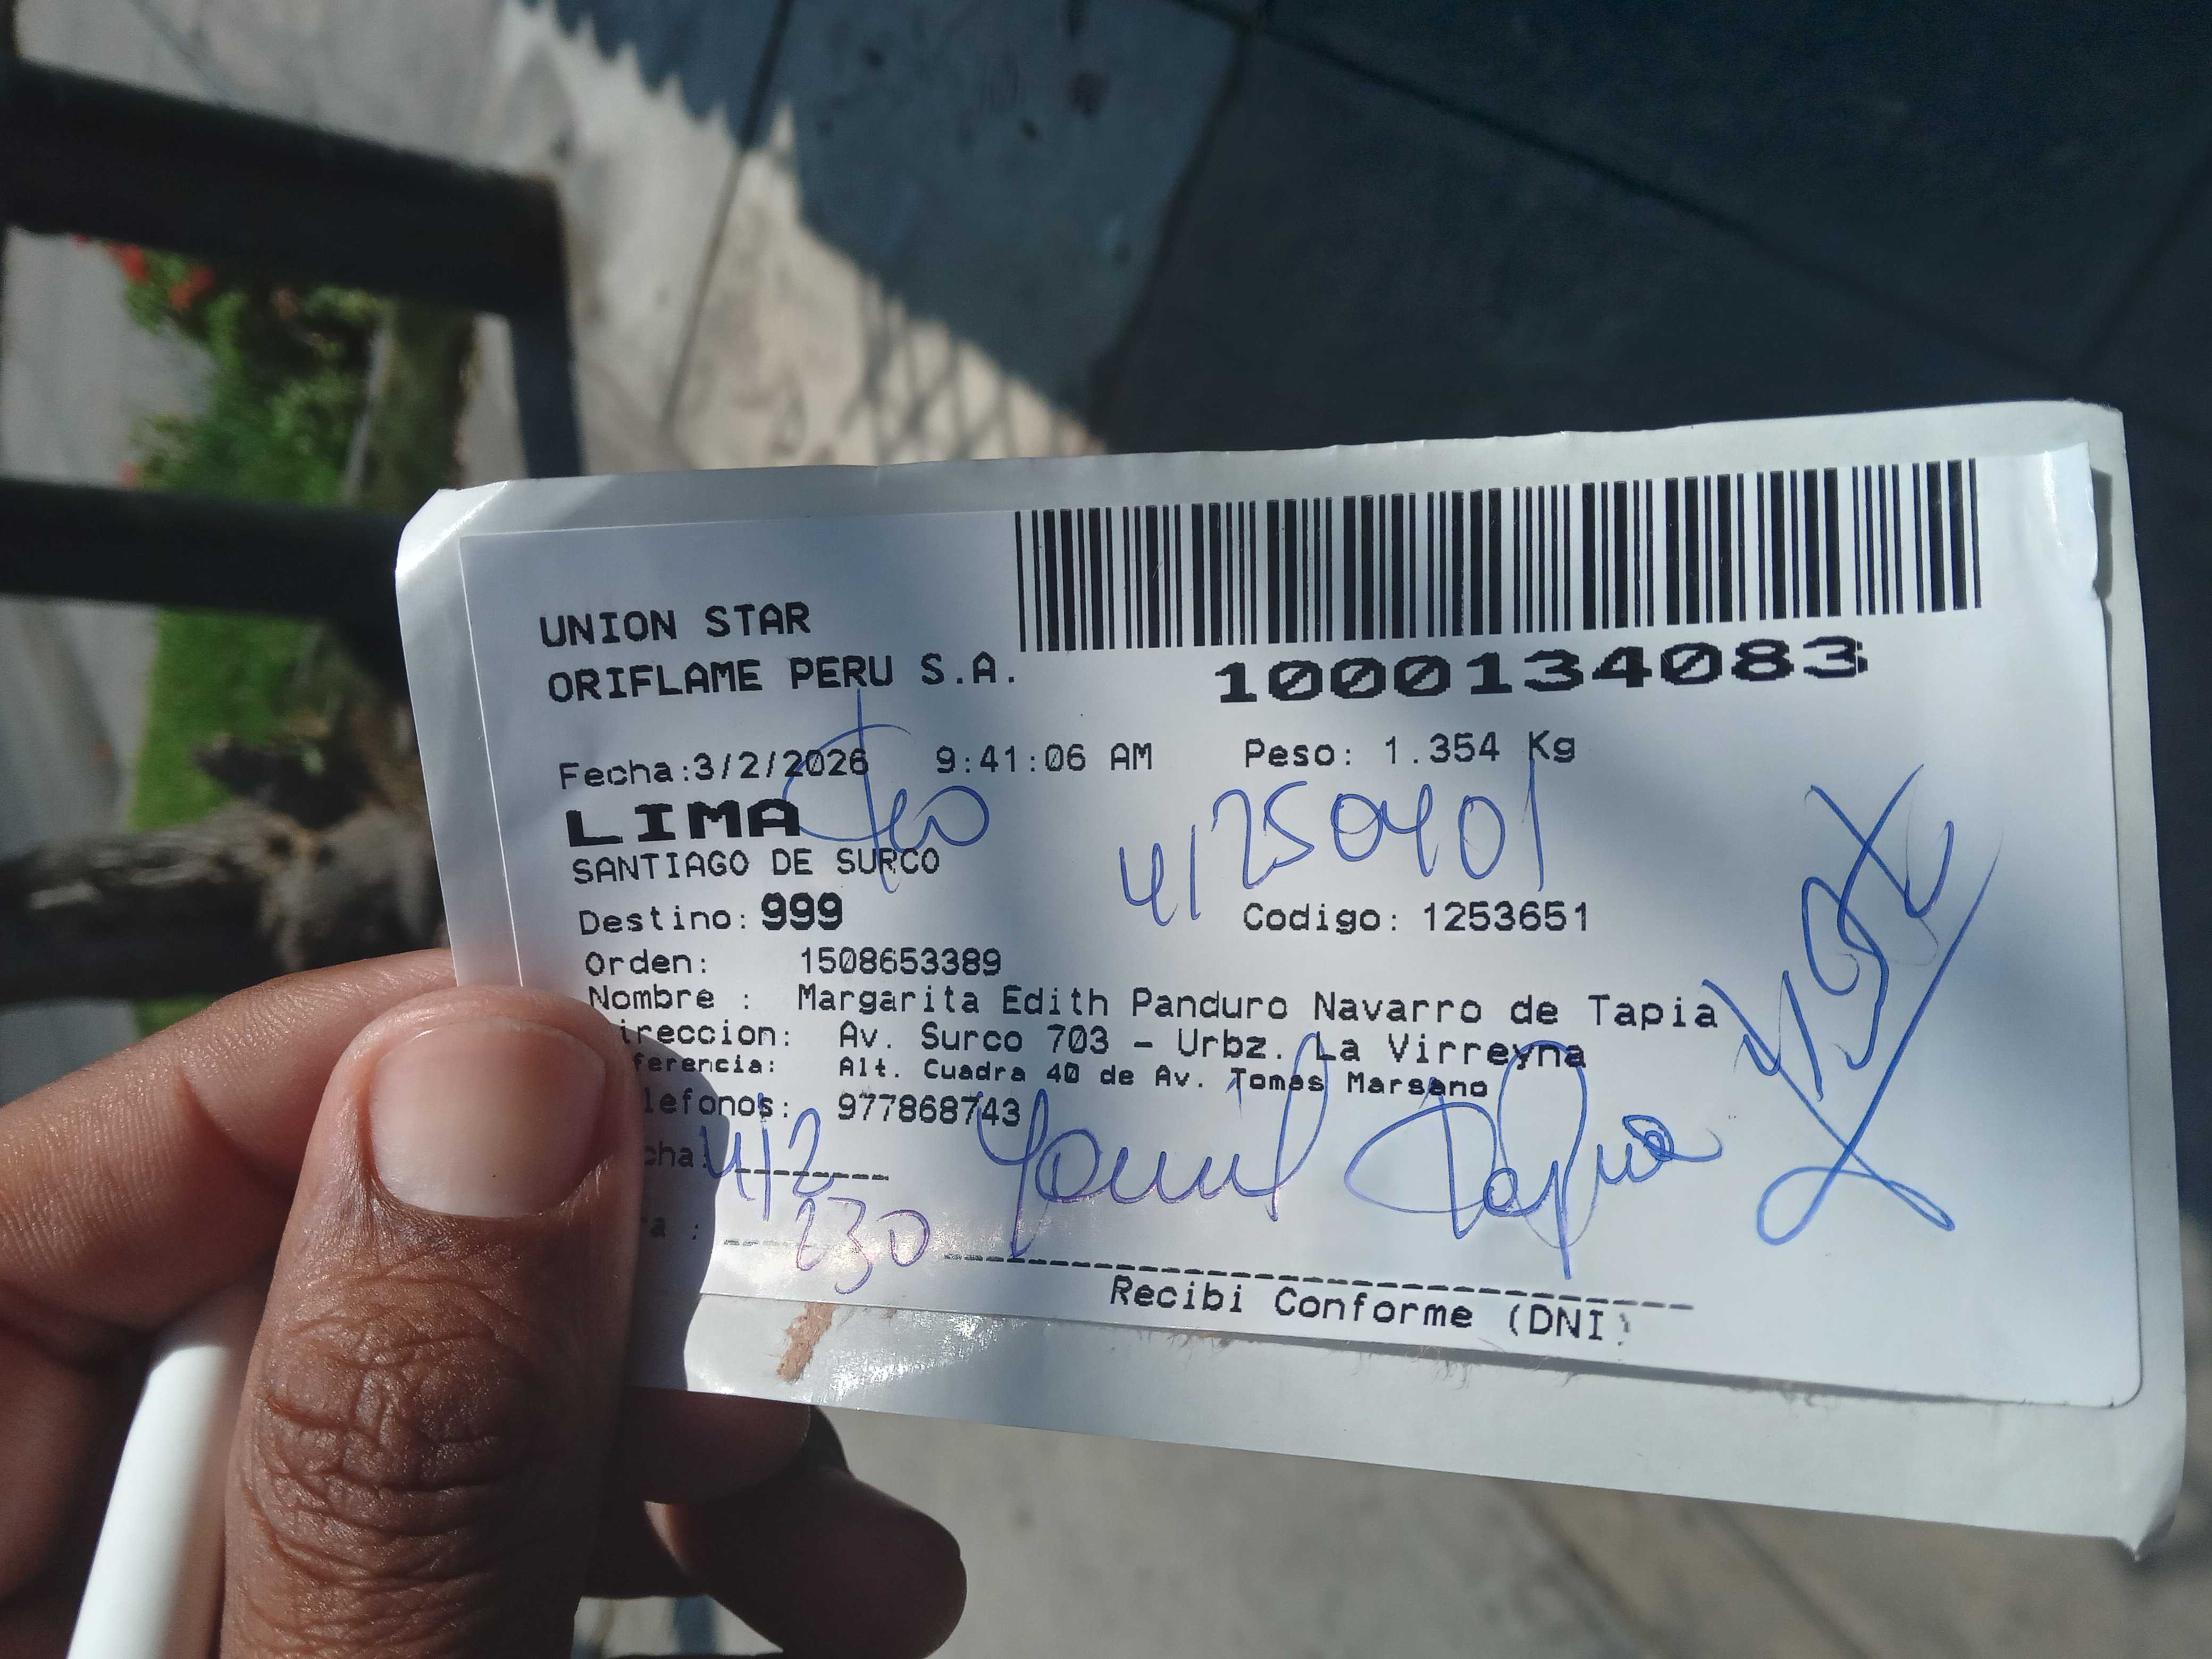 UNION STAR
ORIFLAME PERU S.A.
1000134083
Fecha:3/2/2026 9:41:06 AM Peso: 1.354 Kg
LIMA
41250401
SANTIAGO DE SURCO
Destino: 999 Codigo: 1253651
Orden: 1508653389
Nombre : Margarita Edith Panduro Navarro de Tapia
ireccion: Av. Surco 703 - Urbz. La Virreyna
ferencia: Alt. Cuadra 40 de Av. Tomas Marsano
lefonos: 977868743
cha: 4/2
a : 230
Recibi Conforme (DNI)